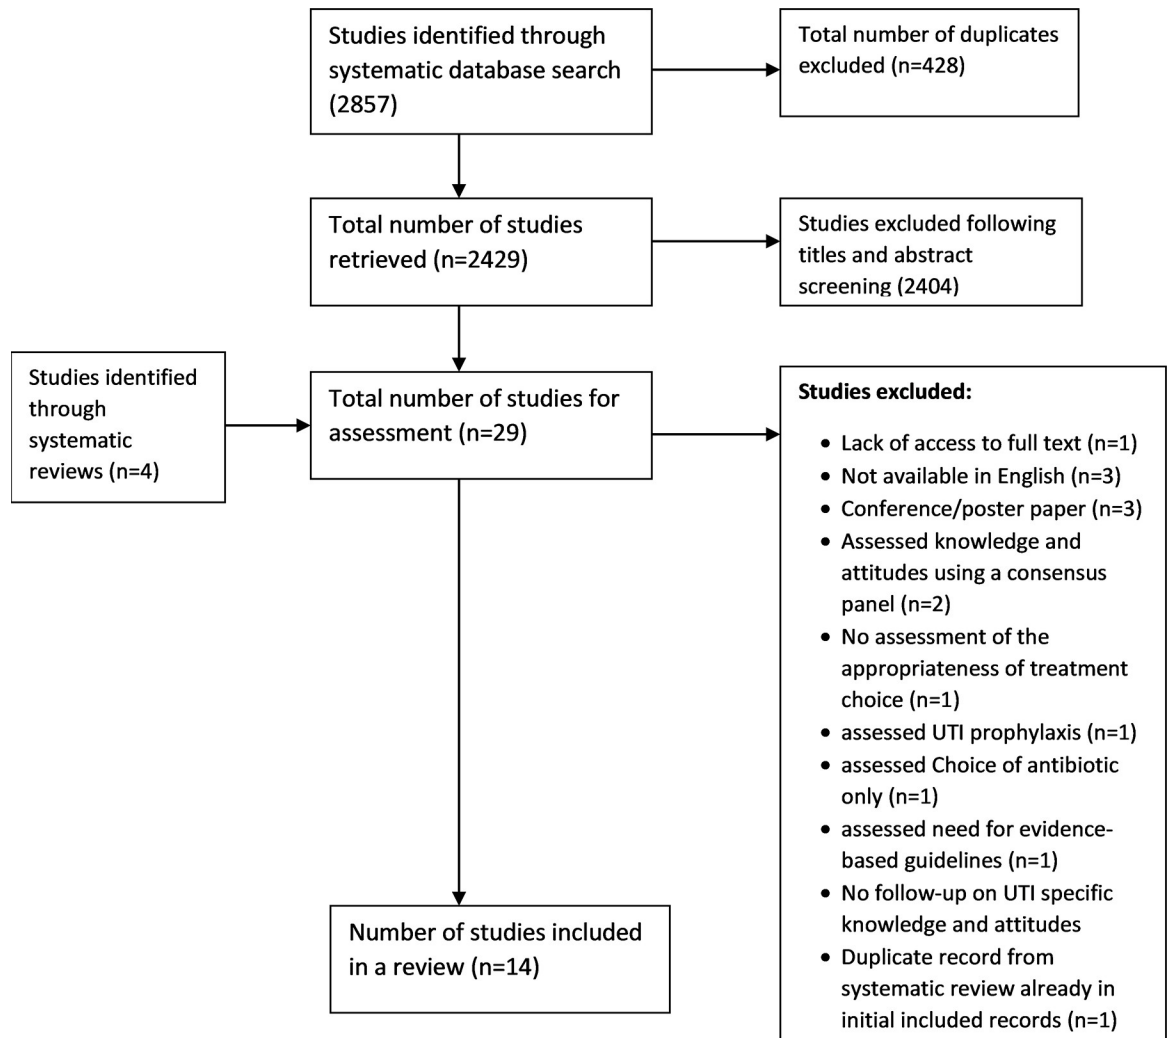 Studies identified through
systematic database search
(2857)
Total number of duplicates
excluded (n=428)
Total number of studies
retrieved (n=2429)
Studies excluded following
titles and abstract
screening (2404)
Studies identified
through
systematic
reviews (n=4)
Total number of studies for
assessment (n=29)
Studies excluded:
• Lack of access to full text (n=1)
• Not available in English (n=3)
• Conference/poster paper (n=3)
• Assessed knowledge and
attitudes using a consensus
panel (n=2)
• No assessment of the
appropriateness of treatment
choice (n=1)
• assessed UTI prophylaxis (n=1)
• assessed Choice of antibiotic
only (n=1)
• assessed need for evidence-
based guidelines (n=1)
• No follow-up on UTI specific
knowledge and attitudes
• Duplicate record from
systematic review already in
initial included records (n=1)
Number of studies included
in a review (n=14)